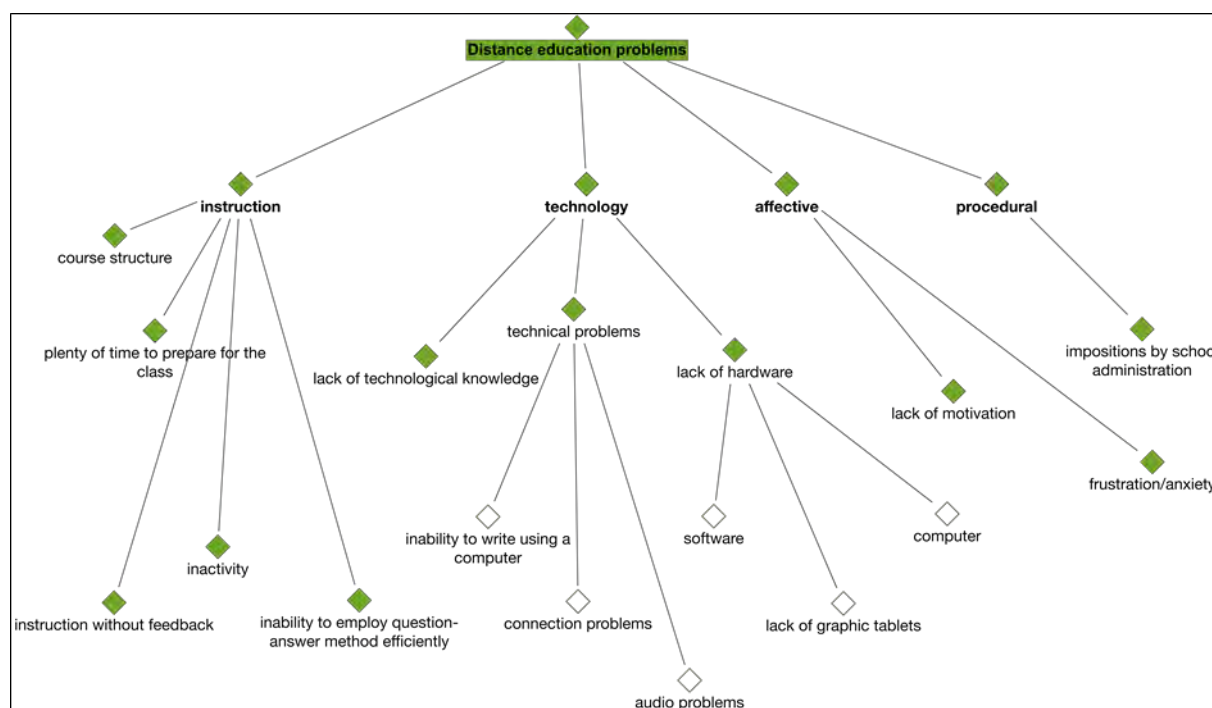 Distance education problems
instruction
technology
affective
procedural
course structure
plenty of time to prepare for the
class
technical problems
lack of technological knowledge
lack of hardware
impositions by school
administration
lack of motivation
frustration/anxiety
inability to write using a
computer
software
computer
inactivity
instruction without feedback
inability to employ question-
answer method efficiently
connection problems
lack of graphic tablets
audio problems